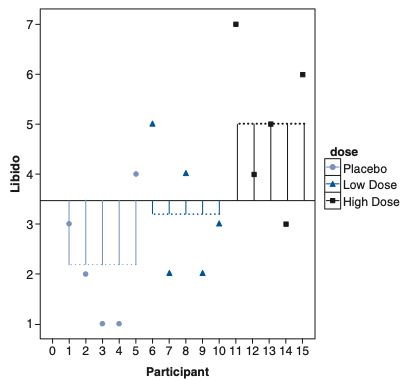 7
6
5
4
3
2
1
Libido
0 1 2 3 4 5 6 7 8 9 10 11 12 13 14 15
Participant
dose
Placebo
Low Dose
High Dose